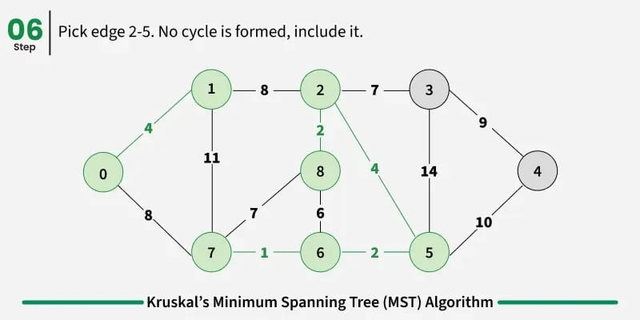 06
Step
Pick edge 2-5. No cycle is formed, include it.
1 8 2 7 3
4 2 9
0 11 8 4 14 4
8 7 6 10
7 1 6 2 5
Kruskal's Minimum Spanning Tree (MST) Algorithm